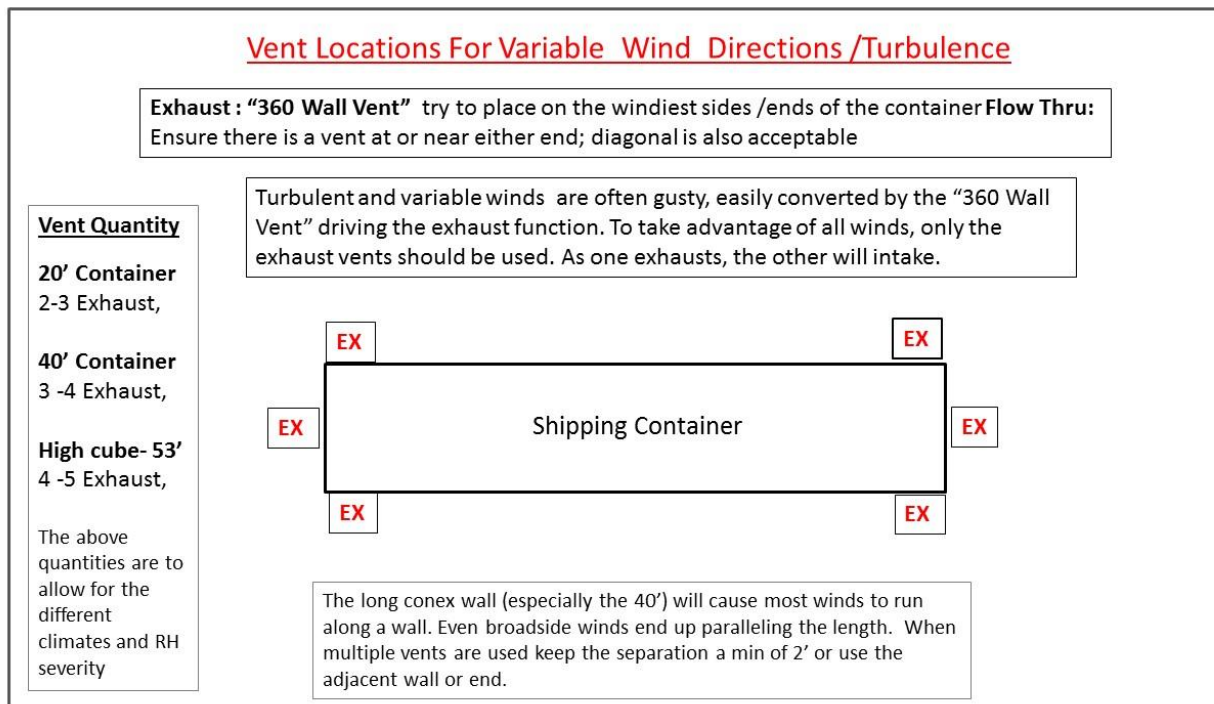 Vent Locations For Variable Wind Directions /Turbulence
Exhaust : “360 Wall Vent” try to place on the windiest sides /ends of the container Flow Thru:
Ensure there is a vent at or near either end; diagonal is also acceptable
Turbulent and variable winds are often gusty, easily converted by the “360 Wall
Vent” driving the exhaust function. To take advantage of all winds, only the
exhaust vents should be used. As one exhausts, the other will intake.
Vent Quantity
20’ Container
2-3 Exhaust,
40’ Container
3 -4 Exhaust,
High cube- 53’
4 -5 Exhaust,
The above
quantities are to
allow for the
different
climates and RH
severity
EX
EX
EX
Shipping Container
EX
EX
EX
The long conex wall (especially the 40’) will cause most winds to run
along a wall. Even broadside winds end up paralleling the length. When
multiple vents are used keep the separation a min of 2’ or use the
adjacent wall or end.